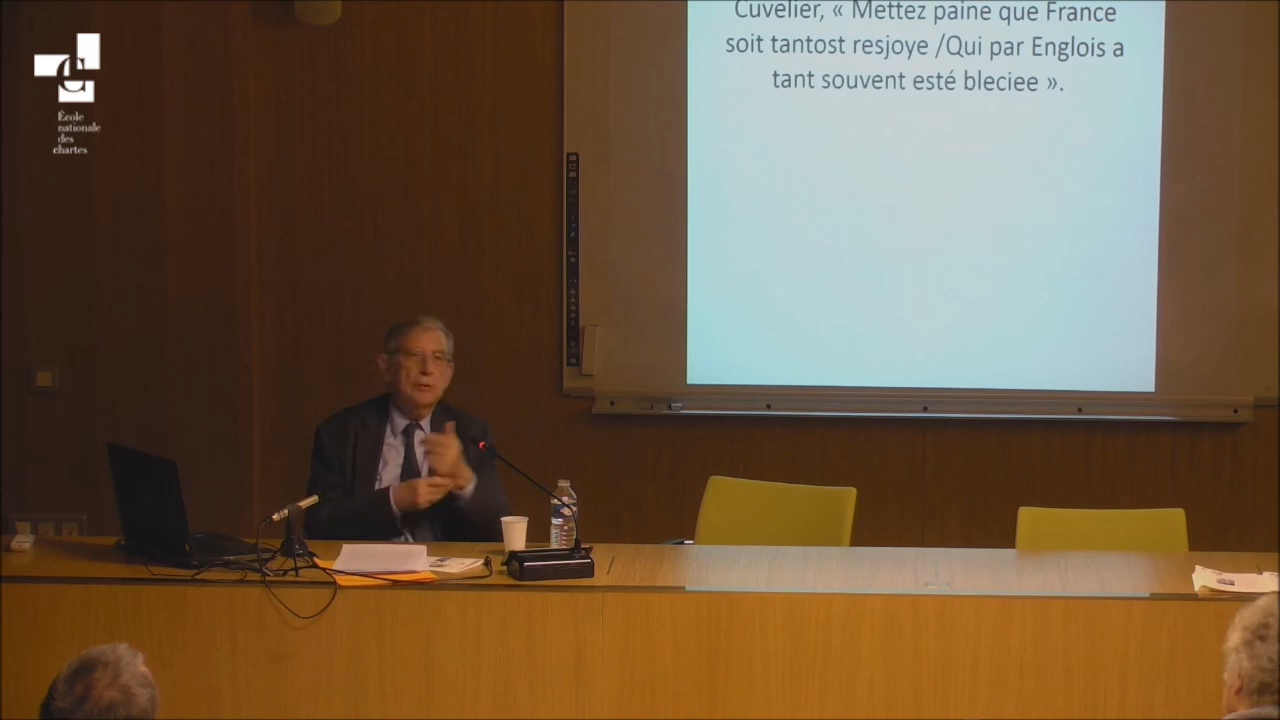 École
nationale
des
chartes
Cuvelier, « Mettez paine que France
soit tantost resjoye /Qui par Englois a
tant souvent esté bleciee ».